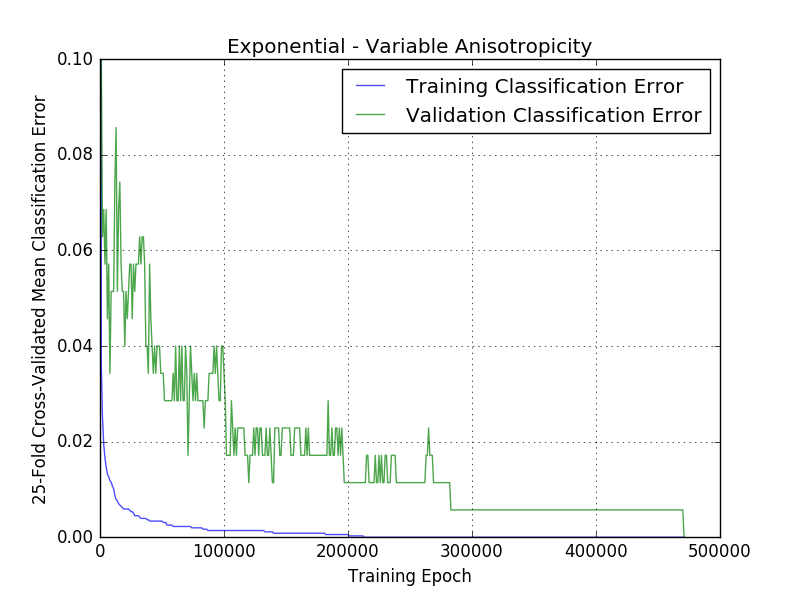 Exponential - Variable Anisotropicity
Training Classification Error
Validation Classification Error
25-Fold Cross-Validated Mean Classification Error
0.10
0.08
0.06
0.04
0.02
0.00
0 100000 200000 300000 400000 500000
Training Epoch